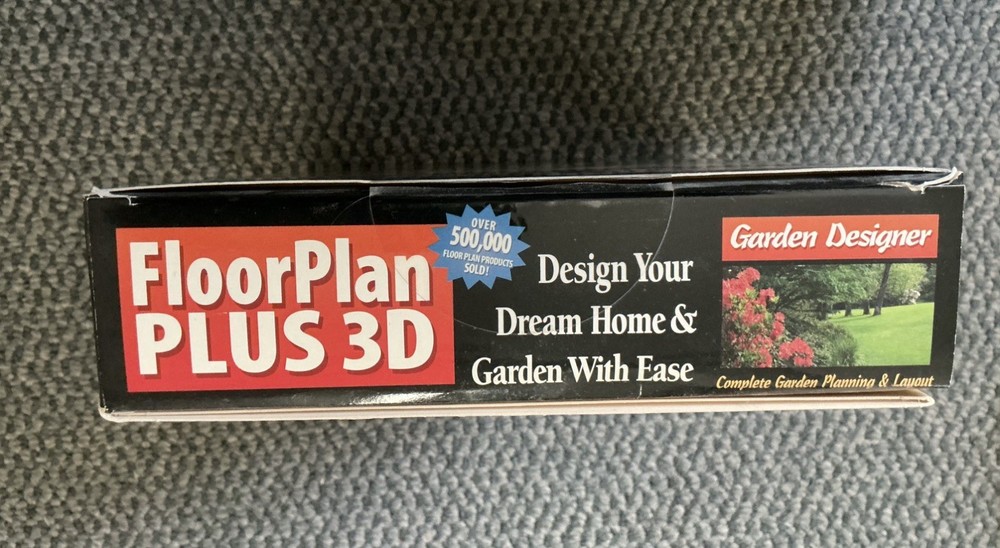 FloorPlan
PLUS 3D
OVER
500,000
FLOOR PLAN PRODUCTS
SOLD!
Design Your
Dream Home &
Garden With Ease
Garden Designer
Complete Garden Planning & Layout